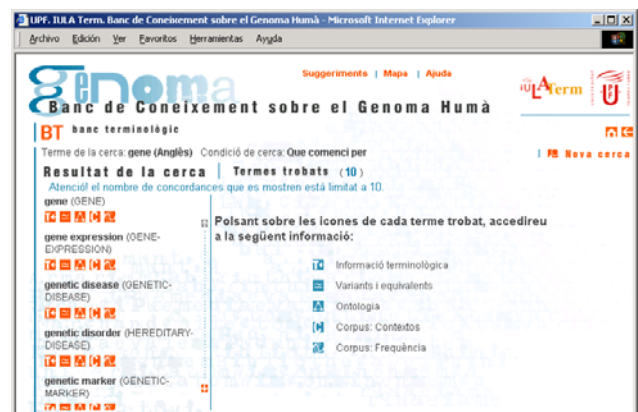 UPF. IULA Term. Banc de Coneixement sobre el Genoma Humà - Microsoft Internet Explorer
Archivo Edición Ver Favoritos Herramientas Ayuda
Suggeriments | Mapa | Ajuda
genoma
IULATerm
Banc de Coneixement sobre el Genoma Humà
BT banc terminològic
Terme de la cerca: gene (Anglès) Condició de cerca: Que comenci per
Nova cerca
Resultat de la cerca | Termes trobats (10)
Atenció! el nombre de concordances que es mostren está limitat a 10.
gene (GENE)
gene expression (GENE-
EXPRESSION)
genetic disease (GENETIC-
DISEASE)
genetic disorder (HEREDITARY-
DISEASE)
genetic marker (GENETIC-
MARKER)
Polsant sobre les icones de cada terme trobat, accedireu
a la següent informació:
Informació terminològica
Variants i equivalents
Ontologia
Corpus: Contextos
Corpus: Freqüència